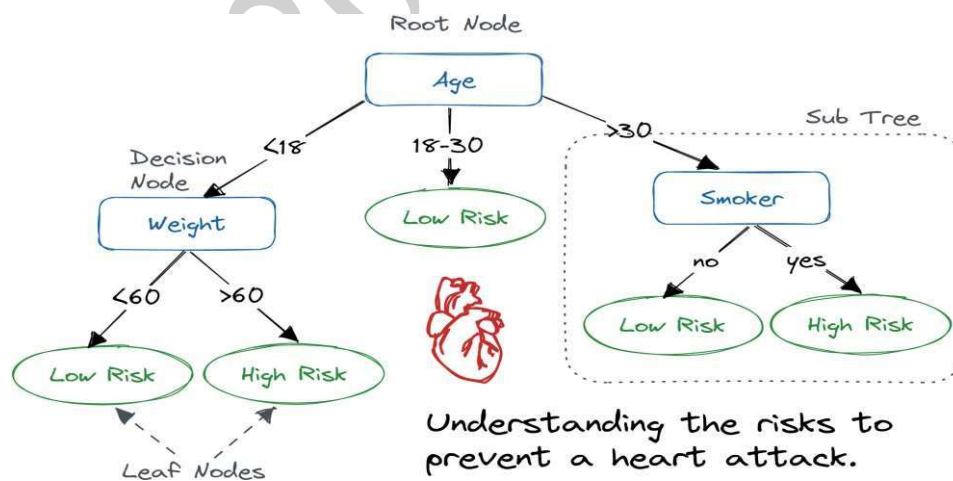 Root Node
Age
Sub Tree
<18
18-30
>30
Decision
Node
Weight
Low Risk
Smoker
<60
>60
no
yes
Low Risk
High Risk
Low Risk
High Risk
Leaf Nodes
Understanding the risks to
prevent a heart attack.